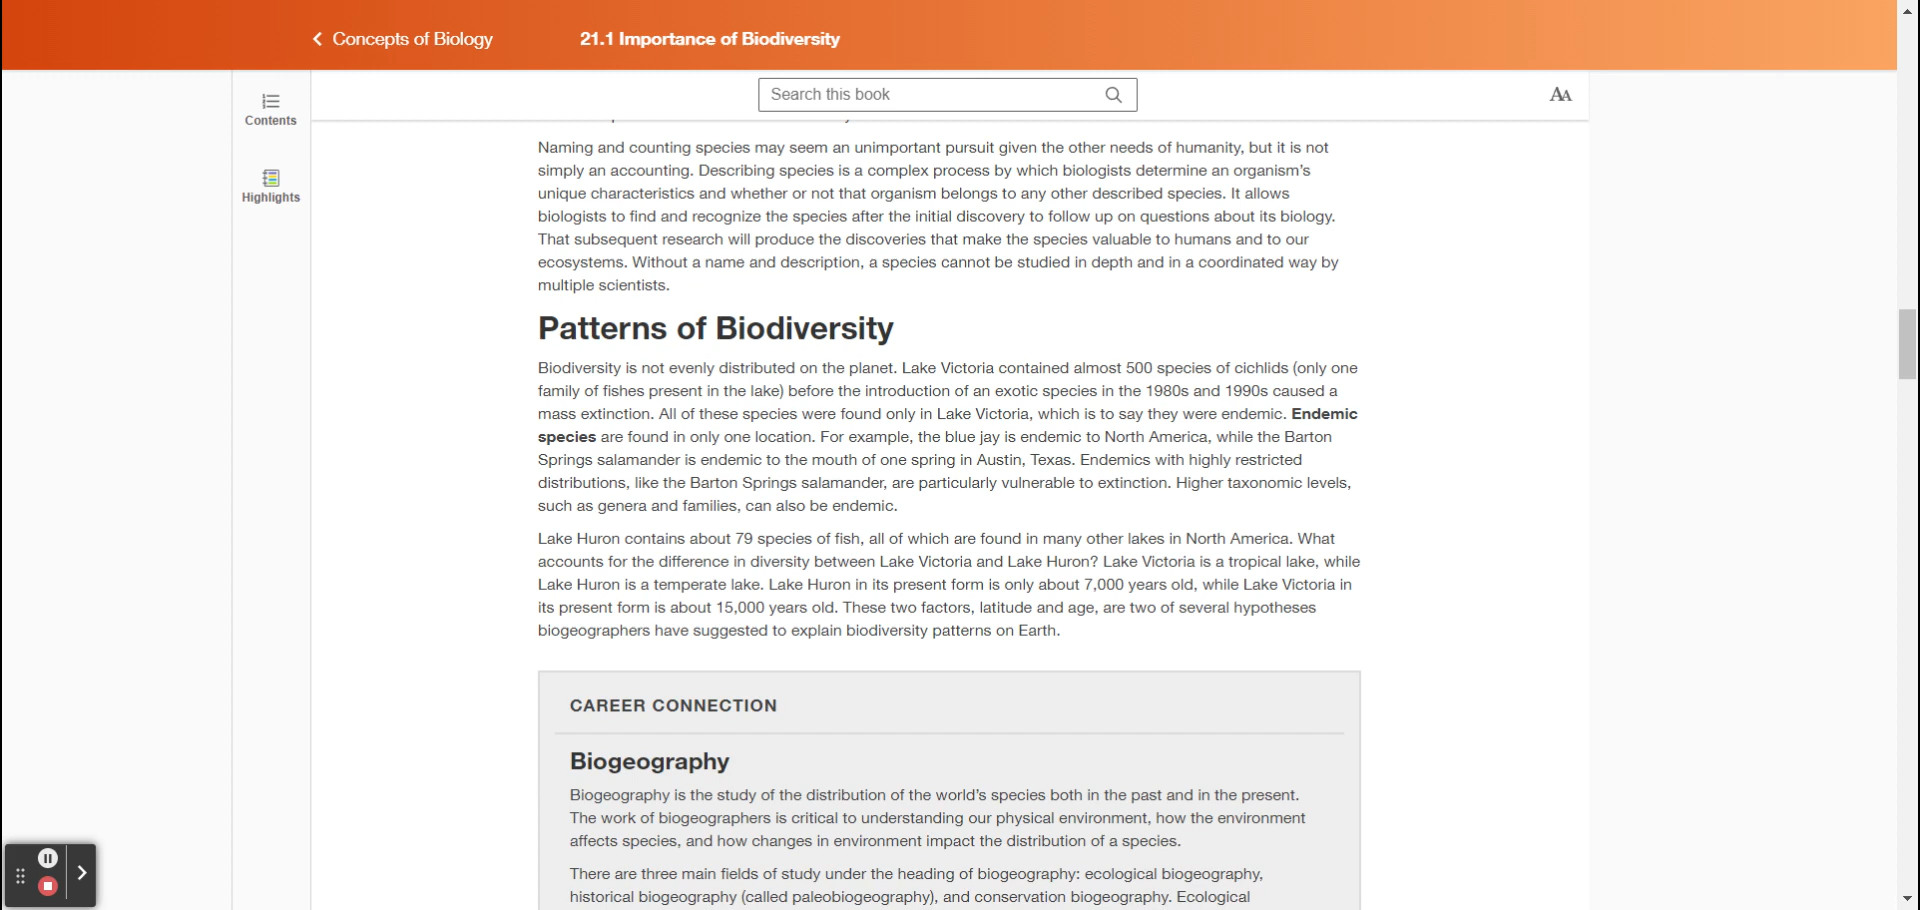 Concepts of Biology
21.1 Importance of Biodiversity
Contents
Highlights
Search this book
AA
Naming and counting species may seem an unimportant pursuit given the other needs of humanity, but it is not
simply an accounting. Describing species is a complex process by which biologists determine an organism’s
unique characteristics and whether or not that organism belongs to any other described species. It allows
biologists to find and recognize the species after the initial discovery to follow up on questions about its biology.
That subsequent research will produce the discoveries that make the species valuable to humans and to our
ecosystems. Without a name and description, a species cannot be studied in depth and in a coordinated way by
multiple scientists.
Patterns of Biodiversity
Biodiversity is not evenly distributed on the planet. Lake Victoria contained almost 500 species of cichlids (only one
family of fishes present in the lake) before the introduction of an exotic species in the 1980s and 1990s caused a
mass extinction. All of these species were found only in Lake Victoria, which is to say they were endemic. Endemic
species are found in only one location. For example, the blue jay is endemic to North America, while the Barton
Springs salamander is endemic to the mouth of one spring in Austin, Texas. Endemics with highly restricted
distributions, like the Barton Springs salamander, are particularly vulnerable to extinction. Higher taxonomic levels,
such as genera and families, can also be endemic.
Lake Huron contains about 79 species of fish, all of which are found in many other lakes in North America. What
accounts for the difference in diversity between Lake Victoria and Lake Huron? Lake Victoria is a tropical lake, while
Lake Huron is a temperate lake. Lake Huron in its present form is only about 7,000 years old, while Lake Victoria in
its present form is about 15,000 years old. These two factors, latitude and age, are two of several hypotheses
biogeographers have suggested to explain biodiversity patterns on Earth.
CAREER CONNECTION
Biogeography
Biogeography is the study of the distribution of the world’s species both in the past and in the present.
The work of biogeographers is critical to understanding our physical environment, how the environment
affects species, and how changes in environment impact the distribution of a species.
There are three main fields of study under the heading of biogeography: ecological biogeography,
historical biogeography (called paleobiogeography), and conservation biogeography. Ecological